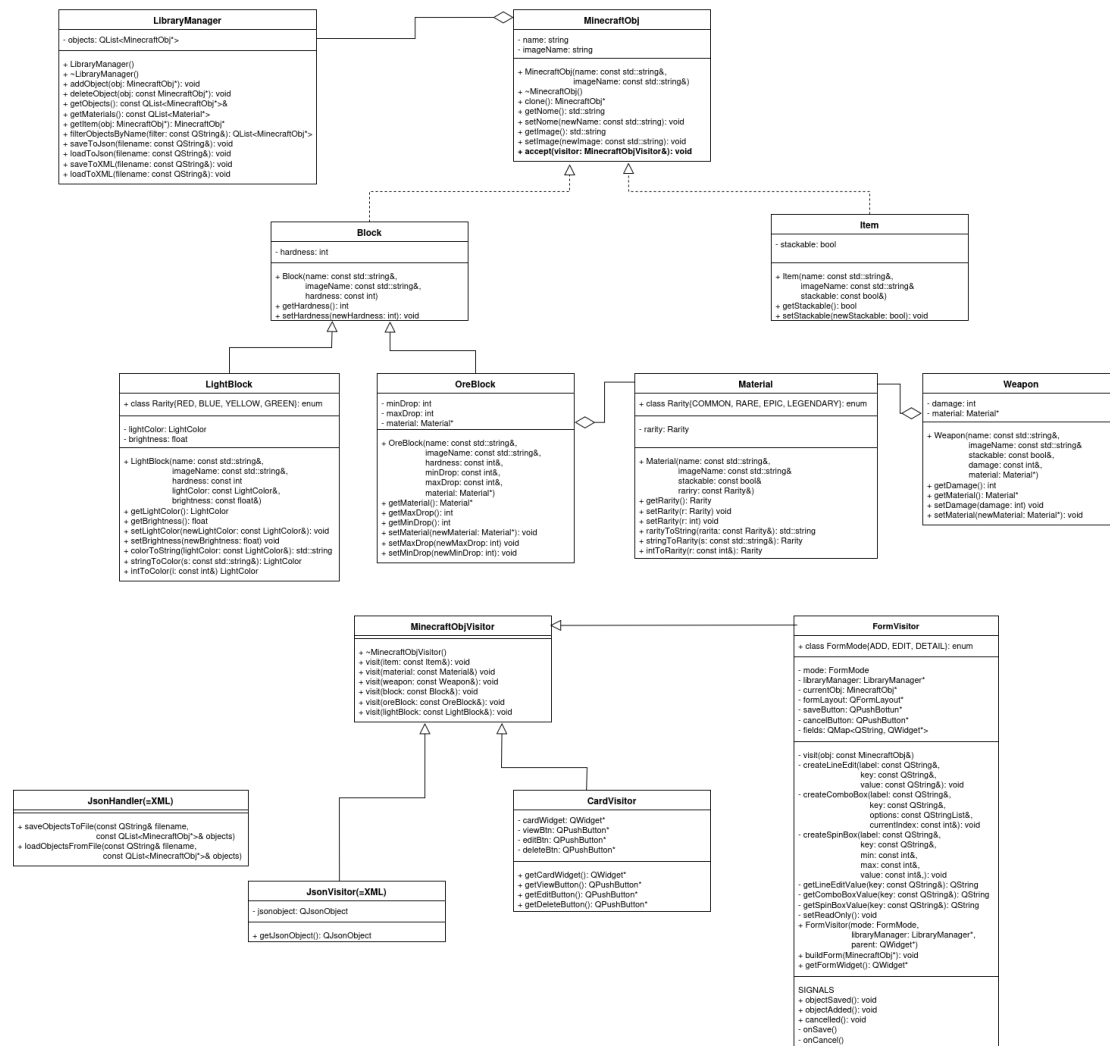 LibraryManager
- objects: QList<MinecraftObj*>
+ LibraryManager()
+ ~LibraryManager()
+ addObject(obj: MinecraftObj*): void
+ deleteObject(obj: const MinecraftObj*): void
+ getObjects(): const QList<MinecraftObj*>&
+ getMaterials(): const QList<Material*>
+ getItem(obj: MinecraftObj*): MinecraftObj*
+ filterObjectsByName(filter: const QString&): QList<MinecraftObj*>
+ saveToJson(filename: const QString&): void
+ loadToJson(filename: const QString&): void
+ saveToXML(filename: const QString&): void
+ loadToXML(filename: const QString&): void
MinecraftObj
- name: string
- imageName: string
+ MinecraftObj(name: const std::string&,
imageName: const std::string&)
+ ~MinecraftObj()
+ clone(): MinecraftObj*
+ getNome(): std::string
+ setNome(newName: const std::string): void
+ getImage(): std::string
+ setImage(newImage: const std::string): void
+ accept(visitor: MinecraftObjVisitor&): void
Block
- hardness: int
+ Block(name: const std::string&,
imageName: const std::string&,
hardness: const int)
+ getHardness(): int
+ setHardness(newHardness: int): void
Item
- stackable: bool
+ Item(name: const std::string&,
imageName: const std::string&
stackable: const bool&)
+ getStackable(): bool
+ setStackable(newStackable: bool): void
LightBlock
+ class Rarity{RED, BLUE, YELLOW, GREEN}: enum
- lightColor: LightColor
- brightness: float
+ LightBlock(name: const std::string&,
imageName: const std::string&,
hardness: const int
lightColor: const LightColor&,
brightness: const float&)
+ getLightColor(): LightColor
+ getBrightness(): float
+ setLightColor(newLightColor: const LightColor&): void
+ setBrightness(newBrightness: float): void
+ colorToString(lightColor: const LightColor&): std::string
+ stringToColor(s: const std::string&): LightColor
+ intToColor(i: const int&) LightColor
OreBlock
- minDrop: int
- maxDrop: int
- material: Material*
+ OreBlock(name: const std::string&,
imageName: const std::string&,
hardness: const int&,
minDrop: const int&,
maxDrop: const int&,
material: Material*)
+ getMaterial(): Material*
+ getMaxDrop(): int
+ getMinDrop(): int
+ setMaterial(newMaterial: Material*): void
+ setMaxDrop(newMaxDrop: int): void
+ setMinDrop(newMinDrop: int): void
Material
+ class Rarity{COMMON, RARE, EPIC, LEGENDARY}: enum
- rarity: Rarity
+ Material(name: const std::string&,
imageName: const std::string&
stackable: const bool&
rariry: const Rarity&)
+ getRarity(): Rarity
+ setRarity(r: Rarity): void
+ setRarity(r: int): void
+ rarityToString(rarita: const Rarity&): std::string
+ stringToRarity(s: const std::string&): Rarity
+ intToRarity(r: const int&): Rarity
Weapon
- damage: int
- material: Material*
+ Weapon(name: const std::string&,
imageName: const std::string&
stackable: const bool&,
damage: const int&,
material: Material*)
+ getDamage(): int
+ getMaterial(): Material*
+ setDamage(damage: int): void
+ setMaterial(newMaterial: Material*): void
MinecraftObjVisitor
+ ~MinecraftObjVisitor()
+ visit(item: const Item&): void
+ visit(material: const Material&): void
+ visit(weapon: const Weapon&): void
+ visit(block: const Block&): void
+ visit(oreBlock: const OreBlock&): void
+ visit(lightBlock: const LightBlock&): void
FormVisitor
+ class FormMode{ADD, EDIT, DETAIL}: enum
- mode: FormMode
- libraryManager: LibraryManager*
- currentObj: MinecraftObj*
- formLayout: QFormLayout*
- saveButton: QPushBottun*
- cancelButton: QPushButton*
- fields: QMap<QString, QWidget*>
- visit(obj: const MinecraftObj&)
- createLineEdit(label: const QString&,
key: const QString&,
value: const QString&): void
- createComboBox(label: const QString&,
key: const QString&,
options: const QStringList&,
currentIndex: const int&): void
- createSpinBox(label: const QString&,
key: const QString&,
min: const int&,
max: const int&,
value: const int&,): void
- getLineEditValue(key: const QString&): QString
- getComboBoxValue(key: const QString&): QString
- getSpinBoxValue(key: const QString&): QString
- setReadOnly(): void
+ FormVisitor(mode: FormMode,
libraryManager: LibraryManager*,
parent: QWidget*)
+ buildForm(MinecraftObj*): void
+ getFormWidget(): QWidget*
SIGNALS
+ objectSaved(): void
+ objectAdded(): void
+ cancelled(): void
- onSave()
- onCancel()
JsonHandler(=XML)
+ saveObjectsToFile(const QString& filename,
const QList<MinecraftObj*>& objects)
+ loadObjectsFromFile(const QString& filename,
const QList<MinecraftObj*>& objects)
CardVisitor
- cardWidget: QWidget*
- viewBtn: QPushButton*
- editBtn: QPushButton*
- deleteBtn: QPushButton*
+ getCardWidget(): QWidget*
+ getViewButton(): QPushButton*
+ getEditButton(): QPushButton*
+ getDeleteButton(): QPushButton*
JsonVisitor(=XML)
- jsonobject: QJsonObject
+ getJsonObject(): QJsonObject